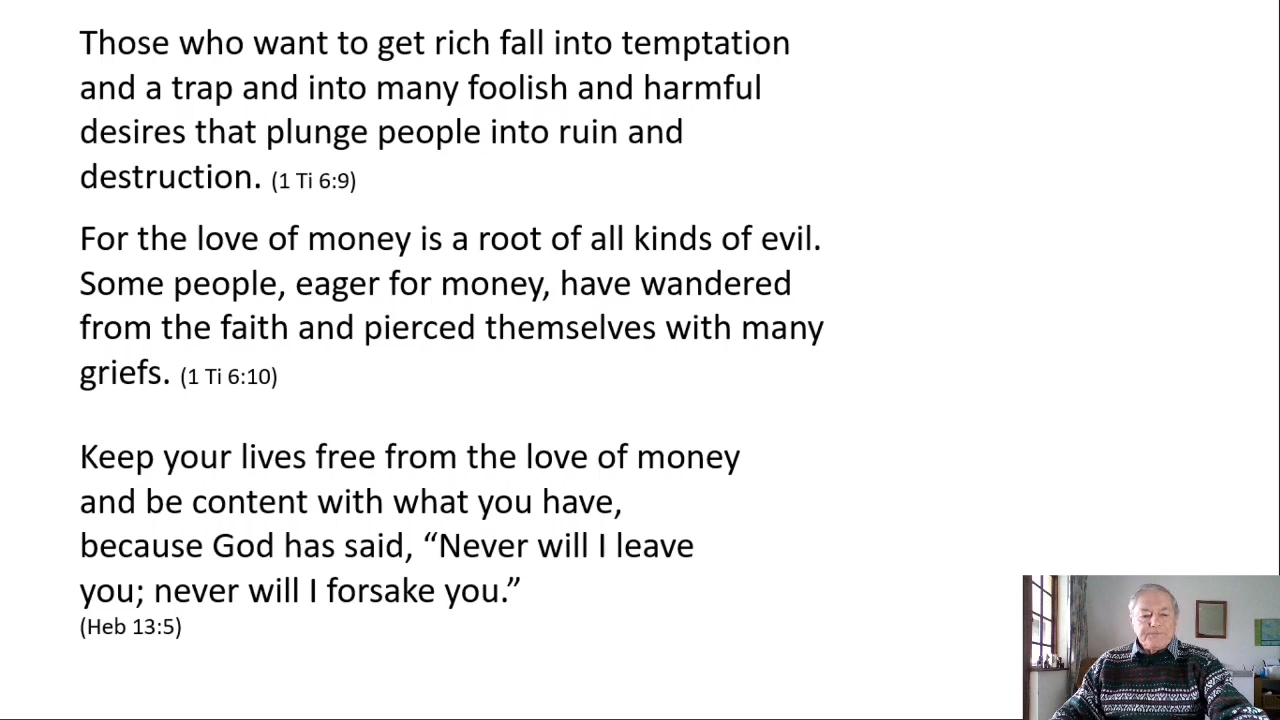 Those who want to get rich fall into temptation
and a trap and into many foolish and harmful
desires that plunge people into ruin and
destruction. (1 Ti 6:9)
For the love of money is a root of all kinds of evil.
Some people, eager for money, have wandered
from the faith and pierced themselves with many
griefs. (1 Ti 6:10)
Keep your lives free from the love of money
and be content with what you have,
because God has said, “Never will I leave
you; never will I forsake you.”
(Heb 13:5)